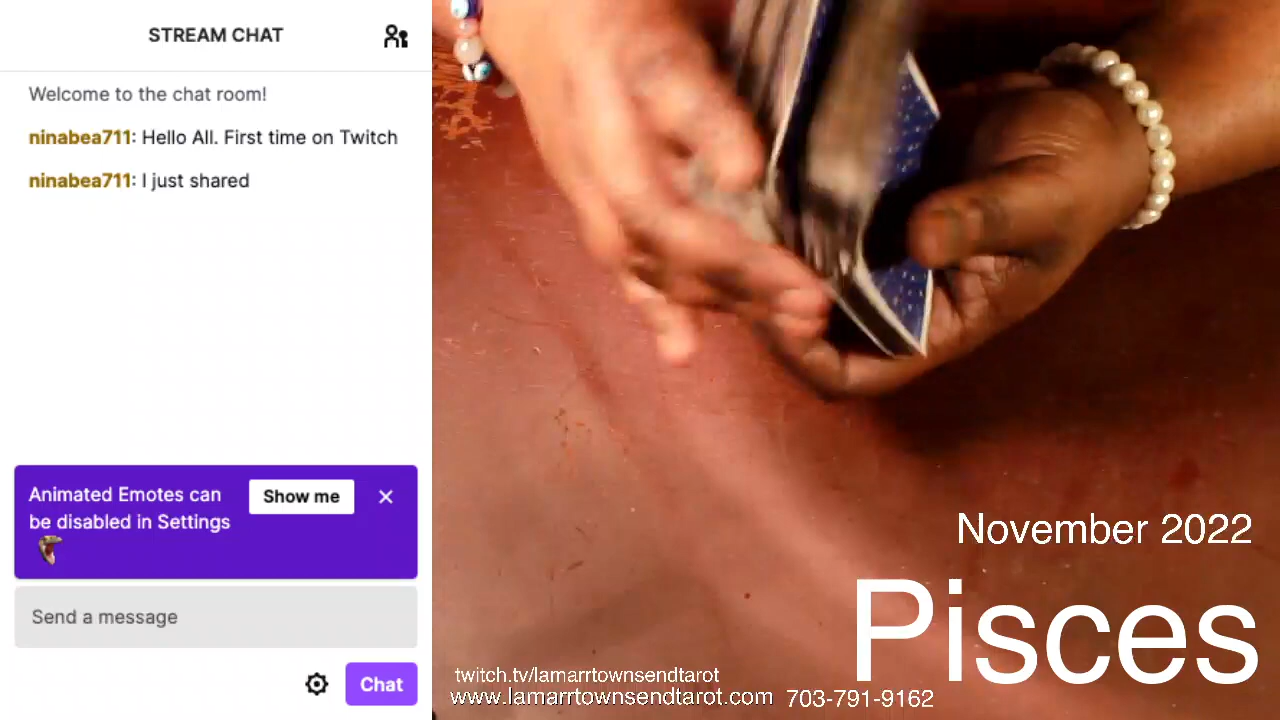 STREAM CHAT
Welcome to the chat room!
ninabea711: Hello All. First time on Twitch
ninabea711: I just shared
Animated Emotes can
be disabled in Settings
Show me
Send a message
Chat
November 2022
Pisces
twitch.tv/lamarrtownsendtarot
www.lamarrtownsendtarot.com 703-791-9162